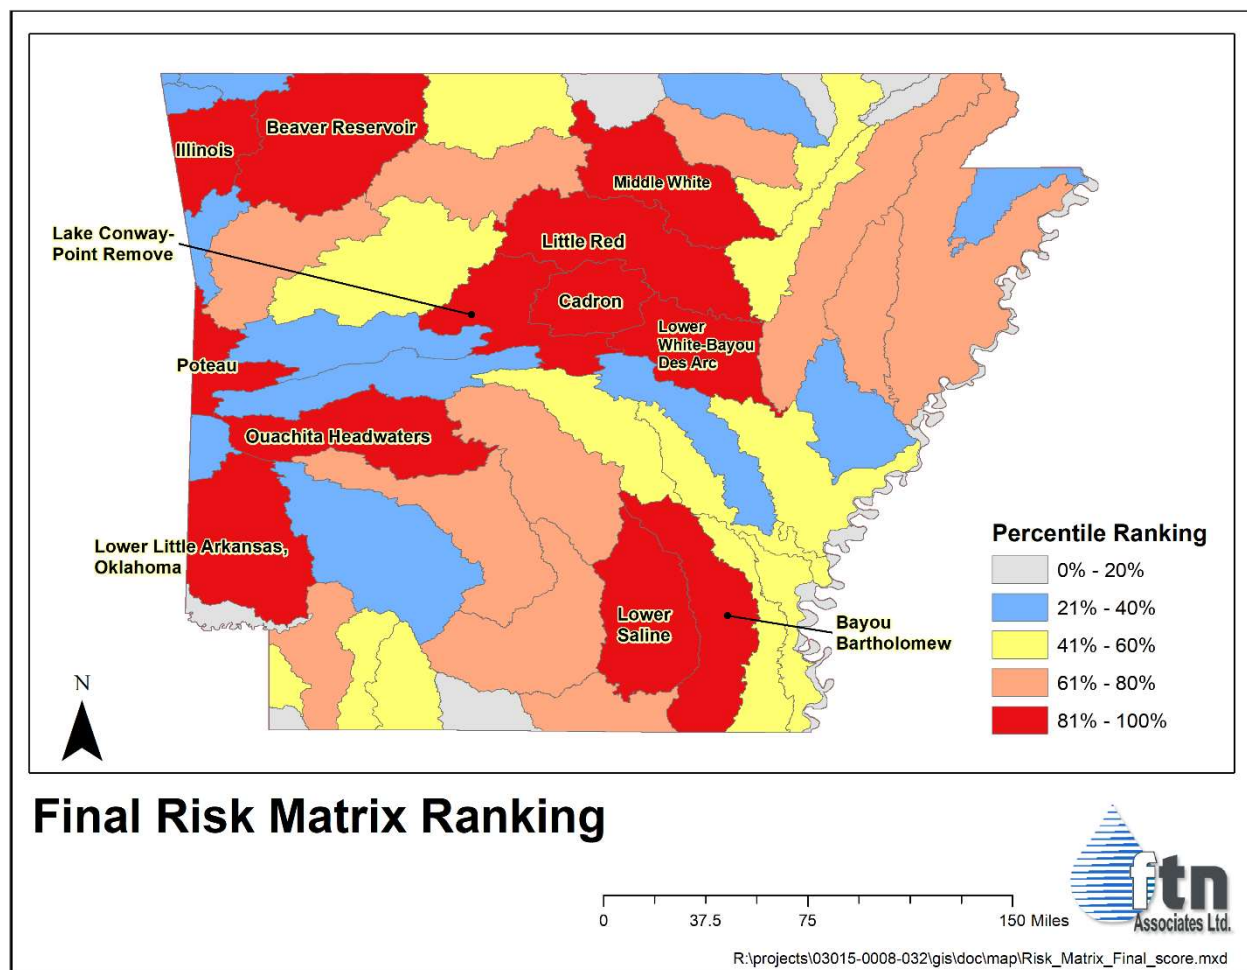 Beaver Reservoir
Illinois
Middle White
Lake Conway-
Point Remove
Little Red
Cadron
Lower
White-Bayou
Des Arc
Poteau
Ouachita Headwaters
Lower Little Arkansas,
Oklahoma
Lower
Saline
Bayou
Bartholomew
Percentile Ranking
0% - 20%
21% - 40%
41% - 60%
61% - 80%
81% - 100%
N
Final Risk Matrix Ranking
0 37.5 75 150 Miles
ftn
Associates Ltd.
R:\projects\03015-0008-032\gis\doc\map\Risk_Matrix_Final_score.mxd